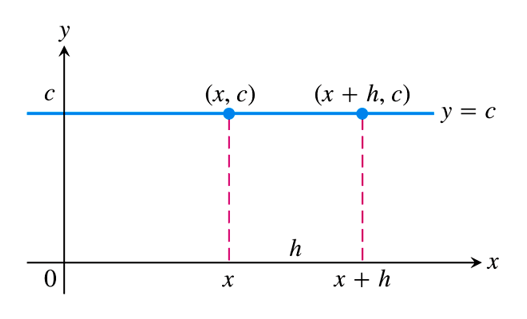 y
c
(x, c)
(x + h, c)
y = c
h
x
0
x
x + h